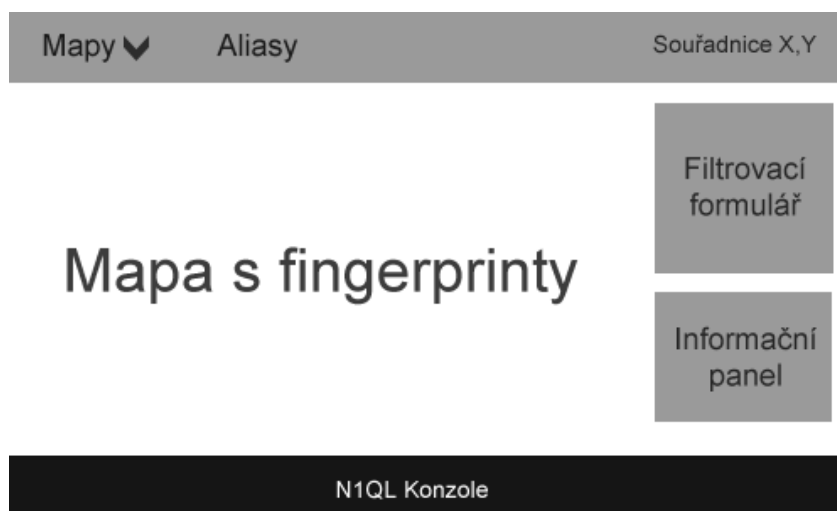 Mapy
Aliasy
Souřadnice X,Y
Filtrovací
formulář
Mapa s fingerprinty
Informační
panel
N1QL Konzole